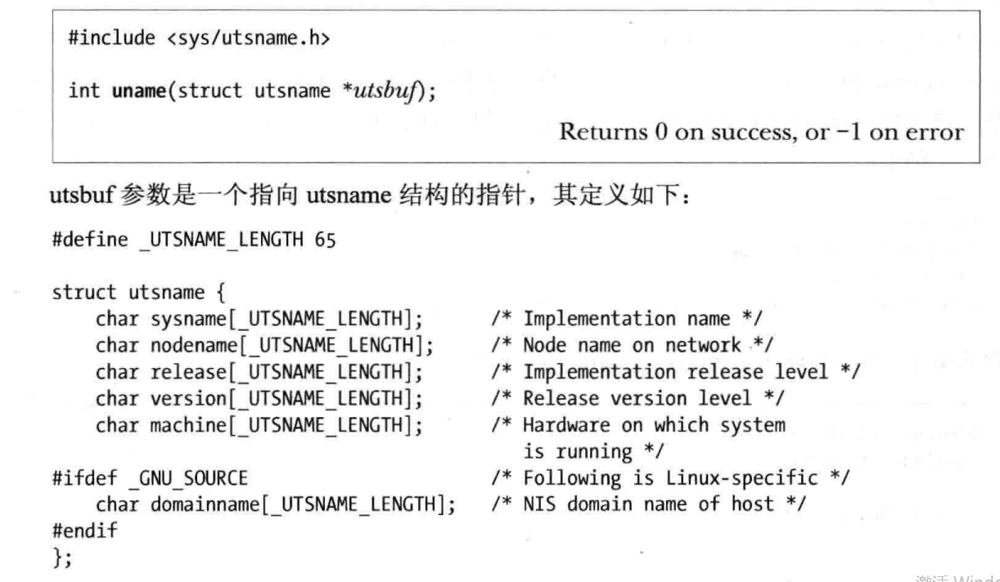 #include <sys/utsname.h>
int uname(struct utsname *utsbuf);
Returns 0 on success, or −1 on error
utsbuf 参数是一个指向 utsname 结构的指针，其定义如下：
#define _UTSNAME_LENGTH 65
struct utsname {
    char sysname[_UTSNAME_LENGTH];      /* Implementation name */
    char nodename[_UTSNAME_LENGTH];     /* Node name on network */
    char release[_UTSNAME_LENGTH];      /* Implementation release level */
    char version[_UTSNAME_LENGTH];      /* Release version level */
    char machine[_UTSNAME_LENGTH];      /* Hardware on which system
                                           is running */
#ifdef _GNU_SOURCE                      /* Following is Linux-specific */
    char domainname[_UTSNAME_LENGTH];   /* NIS domain name of host */
#endif
};